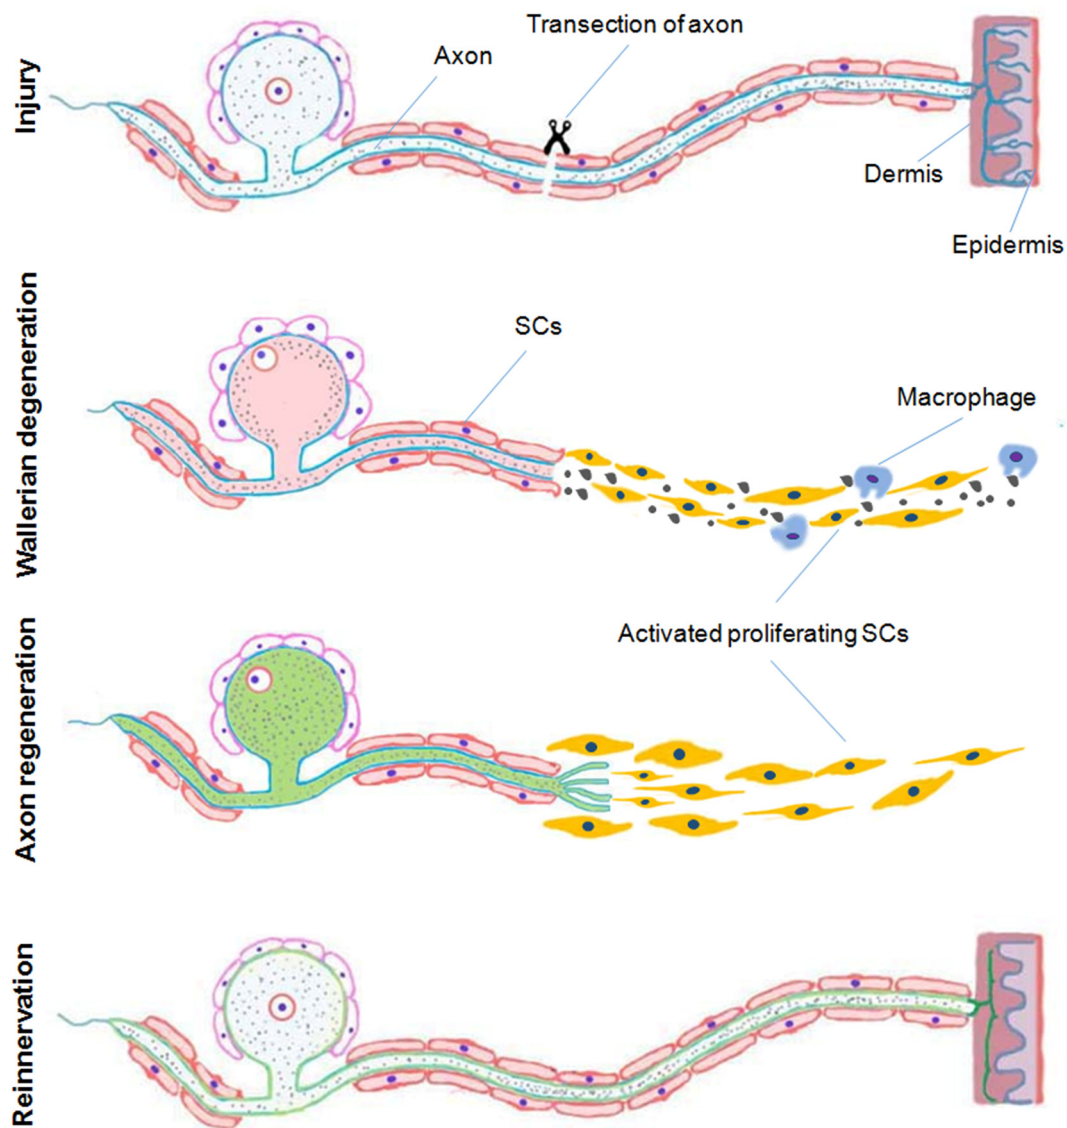 Injury
Transection of axon
Axon
Dermis
Epidermis
Wallerian degeneration
SCs
Macrophage
Activated proliferating SCs
Axon regeneration
Reinnervation